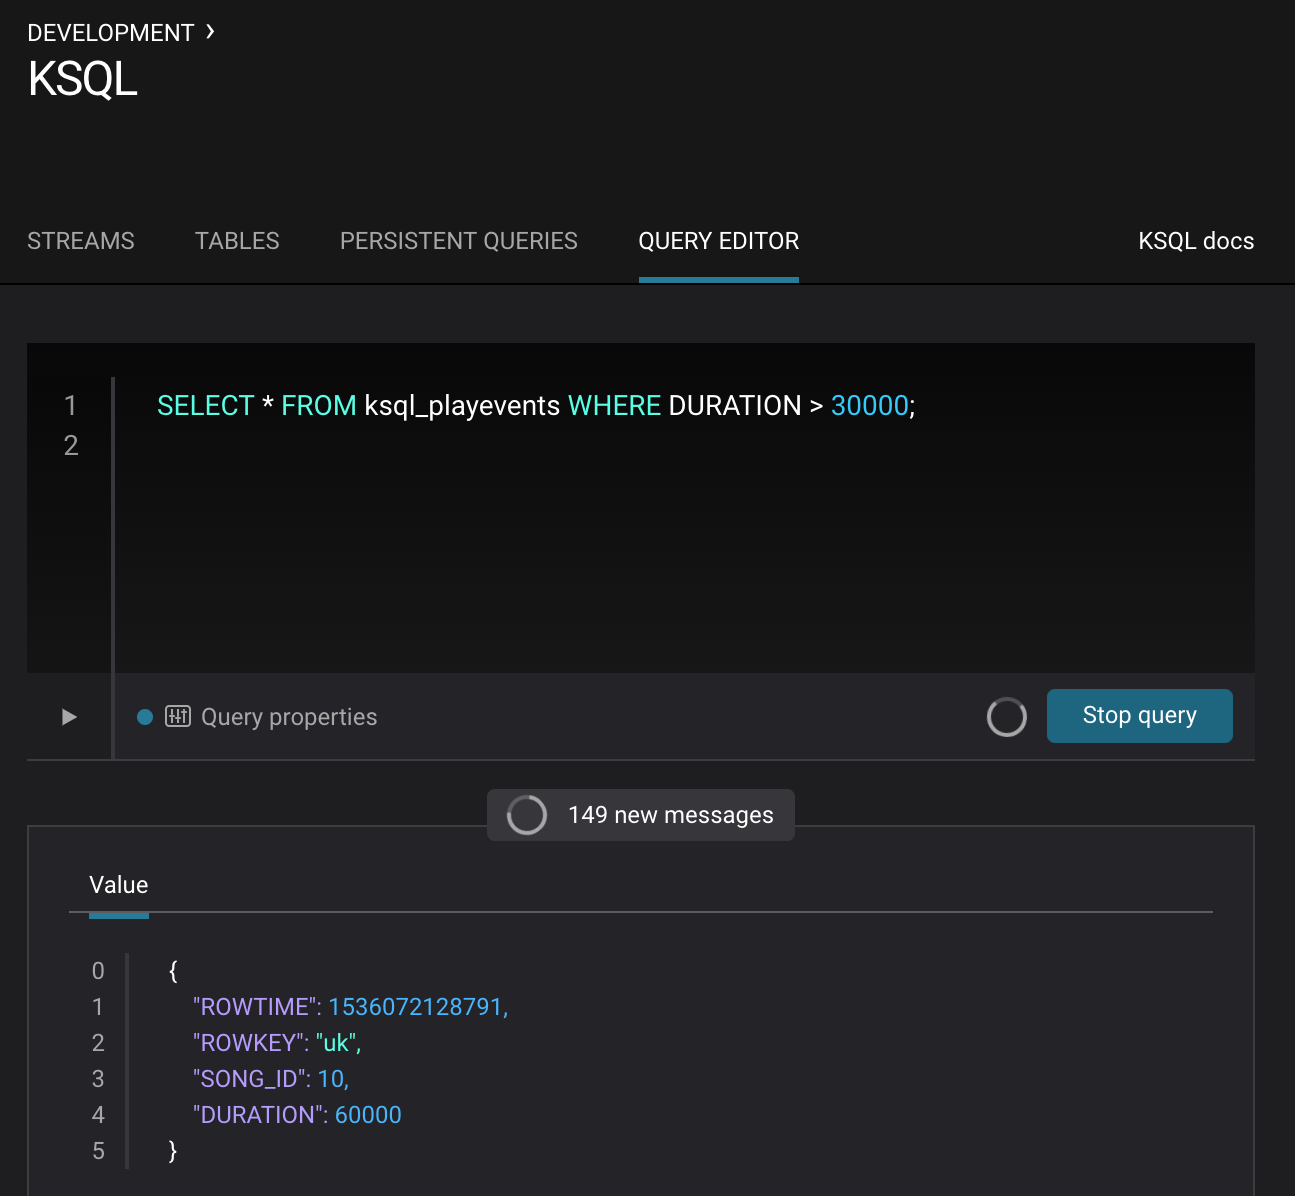 DEVELOPMENT ›
KSQL
STREAMS TABLES PERSISTENT QUERIES QUERY EDITOR KSQL docs
1 SELECT * FROM ksql_playevents WHERE DURATION > 30000;
2
Query properties Stop query
149 new messages
Value
0 {
1 "ROWTIME": 1536072128791,
2 "ROWKEY": "uk",
3 "SONG_ID": 10,
4 "DURATION": 60000
5 }